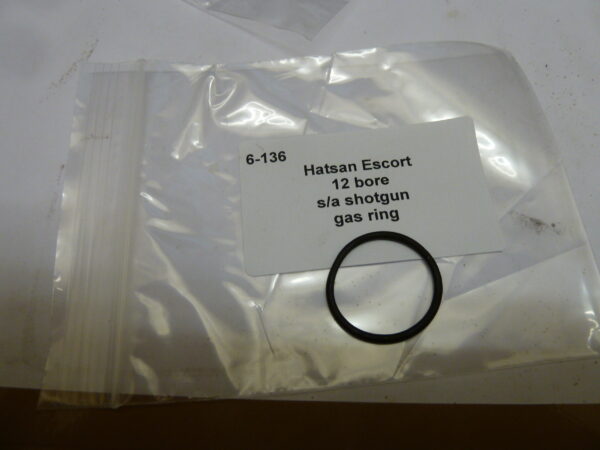 6-136
Hatsan Escort
12 bore
s/a shotgun
gas ring